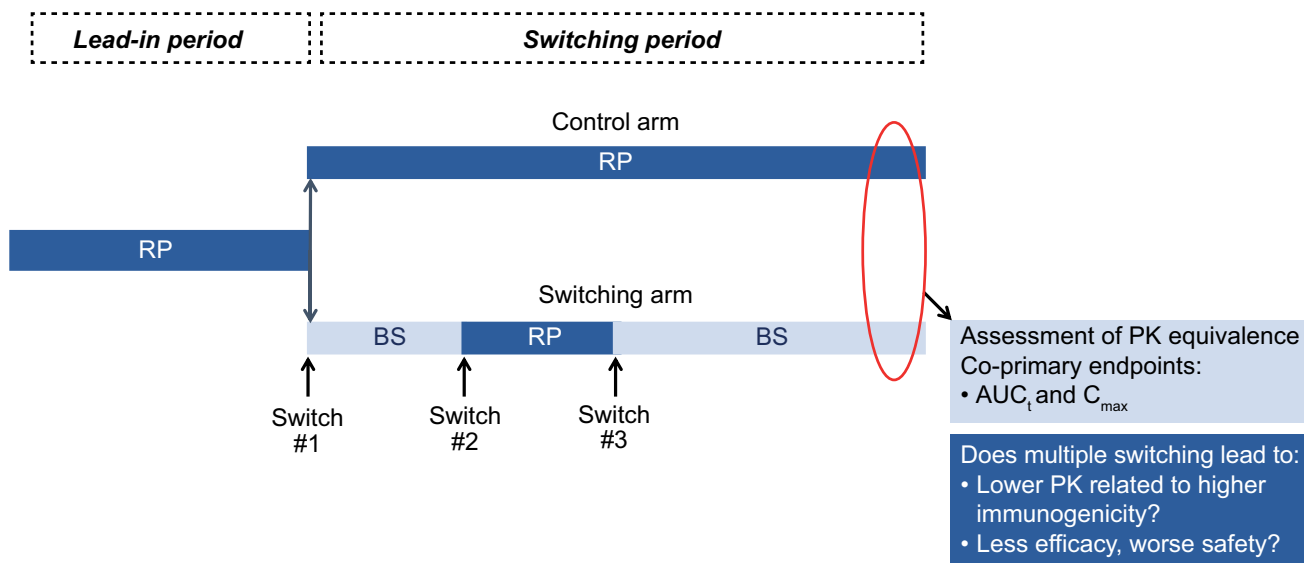 Lead-in period
Switching period
Control arm
RP
RP
Switching arm
BS
RP
BS
Switch
#1
Switch
#2
Switch
#3
Assessment of PK equivalence
Co-primary endpoints:
• AUCt and Cmax
Does multiple switching lead to:
• Lower PK related to higher
immunogenicity?
• Less efficacy, worse safety?